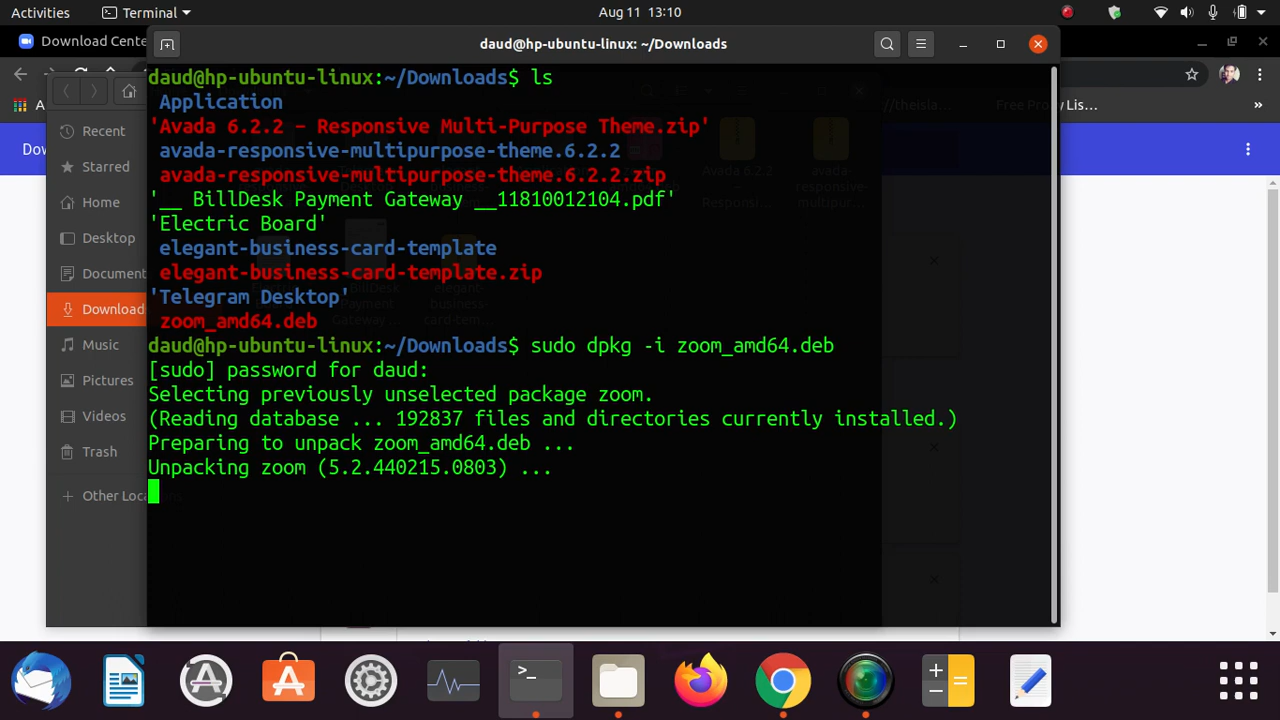 Activities Terminal Aug 11 13:10
Download Cente
daud@hp-ubuntu-linux: ~/Downloads
Free Proxy Lis...
Recent
Starred
Home
Desktop
Document
Downloads
Music
Pictures
Videos
Trash
Other Loca
daud@hp-ubuntu-linux:~/Downloads$ ls
Application
'Avada 6.2.2 – Responsive Multi-Purpose Theme.zip'
avada-responsive-multipurpose-theme.6.2.2
avada-responsive-multipurpose-theme.6.2.2.zip
'__ BillDesk Payment Gateway __11810012104.pdf'
'Electric Board'
elegant-business-card-template
elegant-business-card-template.zip
'Telegram Desktop'
zoom_amd64.deb
daud@hp-ubuntu-linux:~/Downloads$ sudo dpkg -i zoom_amd64.deb
[sudo] password for daud:
Selecting previously unselected package zoom.
(Reading database ... 192837 files and directories currently installed.)
Preparing to unpack zoom_amd64.deb ...
Unpacking zoom (5.2.440215.0803) ...